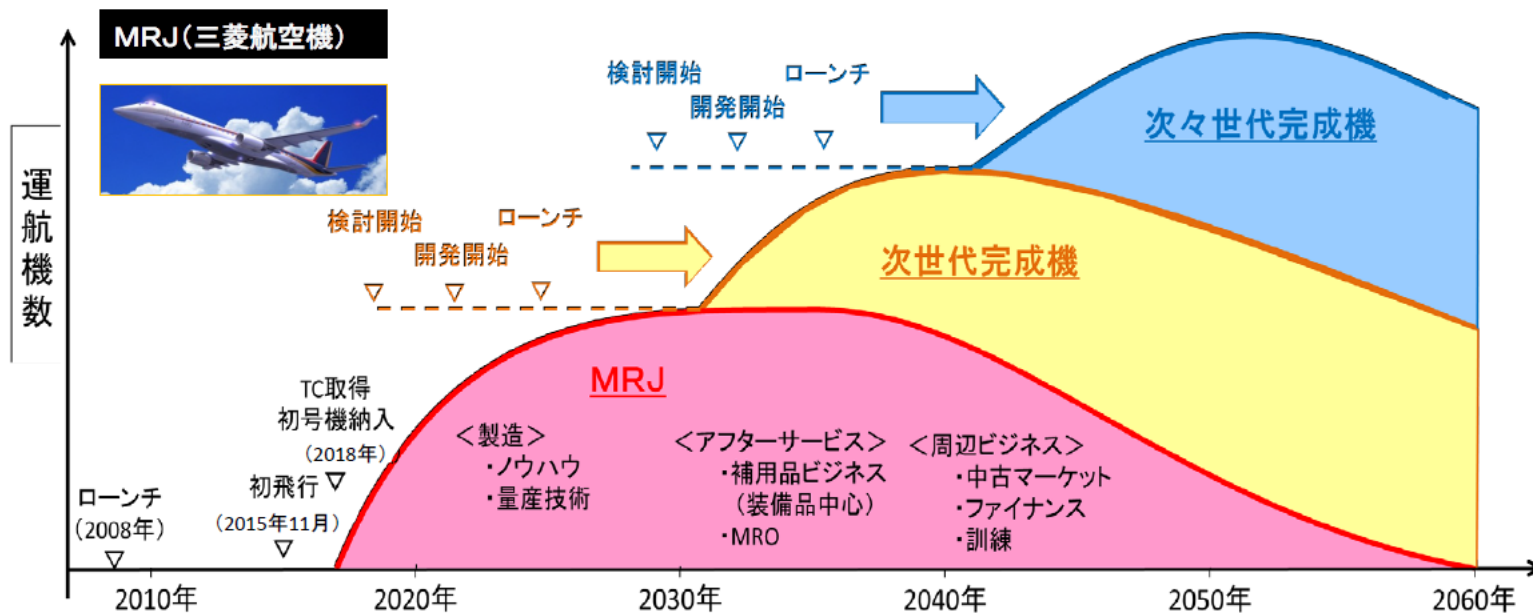 MRJ(三菱航空機)
運航機数
検討開始
開発開始
ローンチ
次々世代完成機
検討開始
開発開始
ローンチ
次世代完成機
MRJ
ローンチ
(2008年)
▽
初飛行
(2015年11月)
▽
TC取得
初号機納入
(2018年)
▽
<製造>
・ノウハウ
・量産技術
<アフターサービス>
・補用品ビジネス
(装備品中心)
・MRO
<周辺ビジネス>
・中古マーケット
・ファイナンス
・訓練
2010年 2020年 2030年 2040年 2050年 2060年